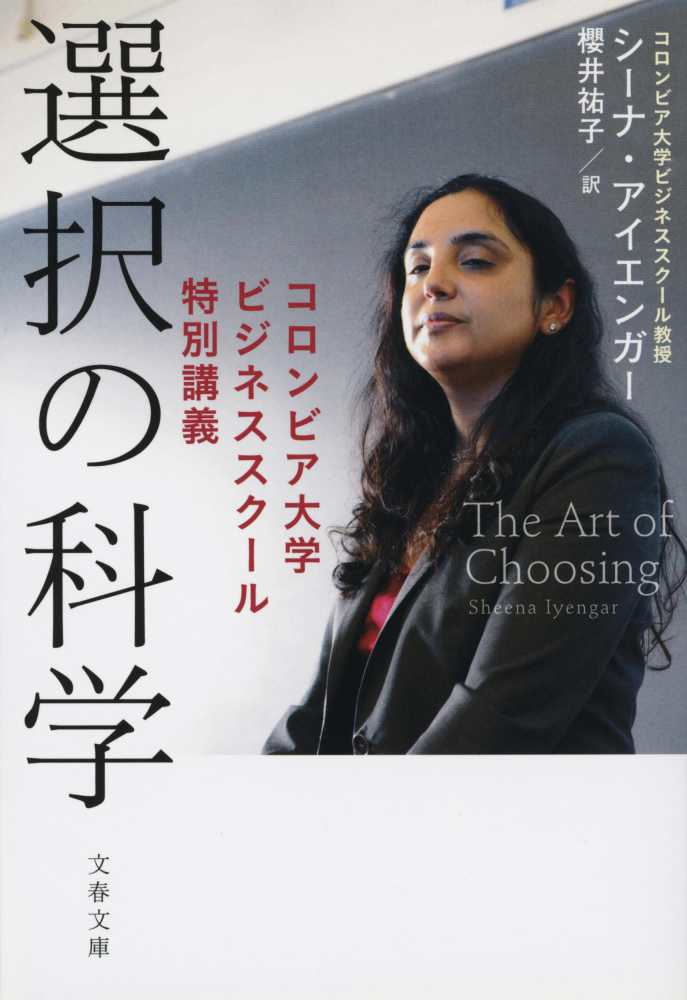 コロンビア大学ビジネススクール教授
シーナ・アイエンガー
櫻井祐子／訳
コロンビア大学
ビジネススクール
特別講義
選択の科学
The Art of
Choosing
Sheena Iyengar
文春文庫